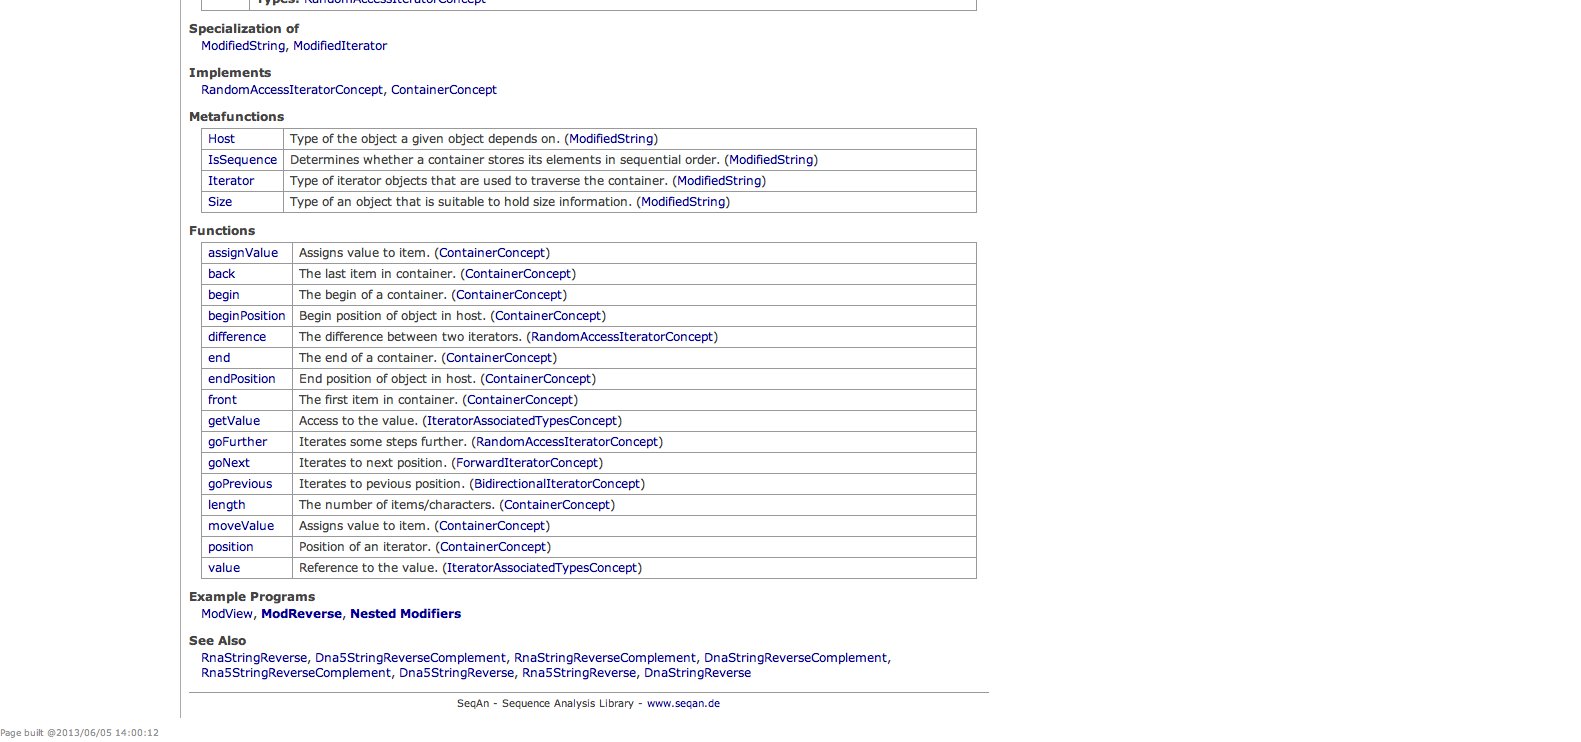 Types: RandomAccessIteratorConcept
Specialization of
ModifiedString, ModifiedIterator
Implements
RandomAccessIteratorConcept, ContainerConcept
Metafunctions
Host Type of the object a given object depends on. (ModifiedString)
IsSequence Determines whether a container stores its elements in sequential order. (ModifiedString)
Iterator Type of iterator objects that are used to traverse the container. (ModifiedString)
Size Type of an object that is suitable to hold size information. (ModifiedString)
Functions
assignValue Assigns value to item. (ContainerConcept)
back The last item in container. (ContainerConcept)
begin The begin of a container. (ContainerConcept)
beginPosition Begin position of object in host. (ContainerConcept)
difference The difference between two iterators. (RandomAccessIteratorConcept)
end The end of a container. (ContainerConcept)
endPosition End position of object in host. (ContainerConcept)
front The first item in container. (ContainerConcept)
getValue Access to the value. (IteratorAssociatedTypesConcept)
goFurther Iterates some steps further. (RandomAccessIteratorConcept)
goNext Iterates to next position. (ForwardIteratorConcept)
goPrevious Iterates to pevious position. (BidirectionalIteratorConcept)
length The number of items/characters. (ContainerConcept)
moveValue Assigns value to item. (ContainerConcept)
position Position of an iterator. (ContainerConcept)
value Reference to the value. (IteratorAssociatedTypesConcept)
Example Programs
ModView, ModReverse, Nested Modifiers
See Also
RnaStringReverse, Dna5StringReverseComplement, RnaStringReverseComplement, DnaStringReverseComplement,
Rna5StringReverseComplement, Dna5StringReverse, Rna5StringReverse, DnaStringReverse
SeqAn - Sequence Analysis Library - www.seqan.de
Page built @2013/06/05 14:00:12